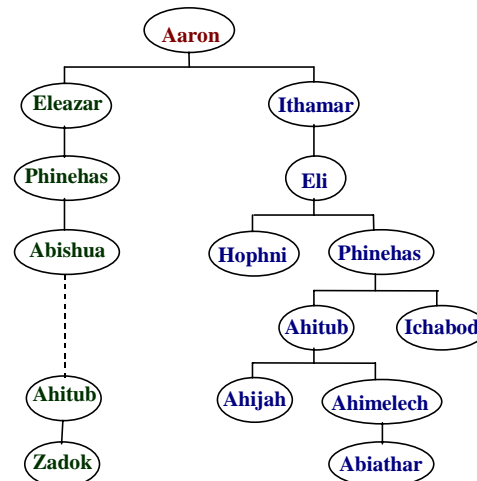 Aaron
Eleazar Ithamar
Phinehas Eli
Abishua Hophni Phinehas
Ahitub Ichabod
Ahitub Ahijah Ahimelech
Zadok Abiathar